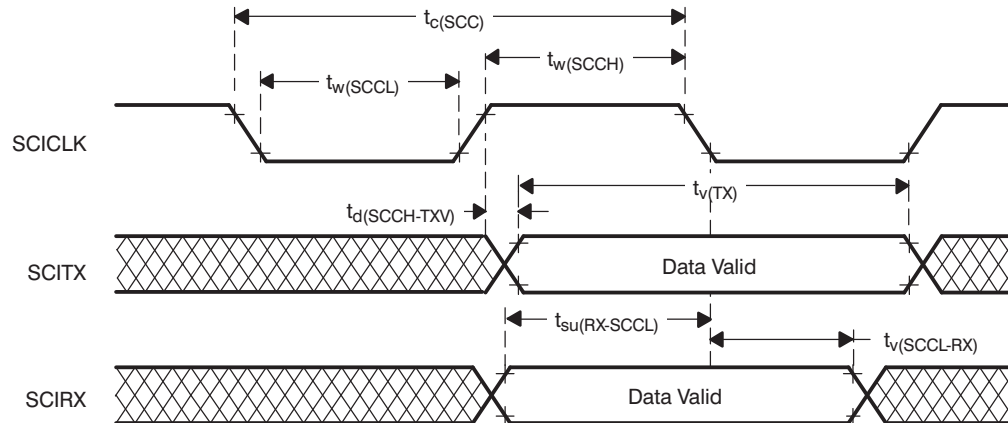 tc(SCC)
tw(SCCH)
tw(SCCL)
SCICLK
tv(TX)
td(SCCH-TXV)
SCITX
Data Valid
tsu(RX-SCCL)
tv(SCCL-RX)
SCIRX
Data Valid